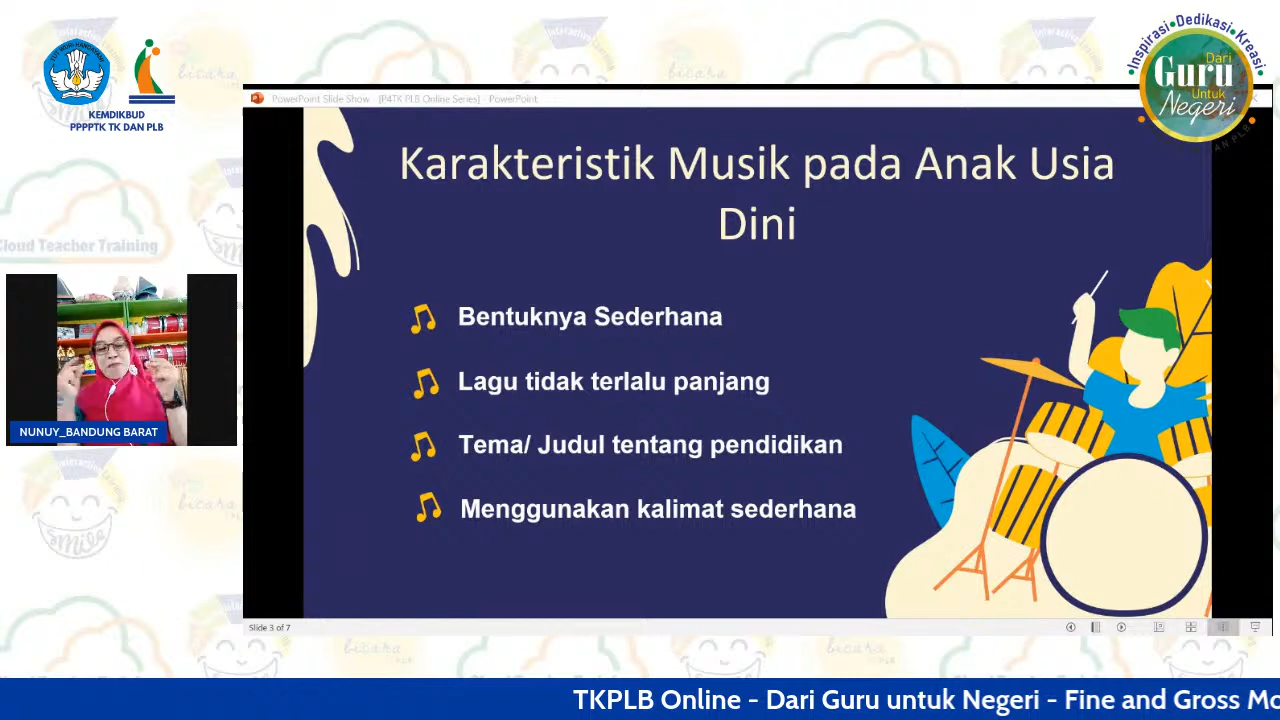 KEMDIKBUD
PPPPTK TK DAN PLB
Inspirasi•Dedikasi•Kreasi
Dari
Guru
Untuk
Negeri
PowerPoint Slide Show - [P4TK PLB Online Series] - PowerPoint
Karakteristik Musik pada Anak Usia
Dini
Bentuknya Sederhana
Lagu tidak terlalu panjang
Tema/ Judul tentang pendidikan
Menggunakan kalimat sederhana
Cloud Teacher Training
NUNUY_BANDUNG BARAT
Slide 3 of 7
TKPLB Online - Dari Guru untuk Negeri - Fine and Gross Mo